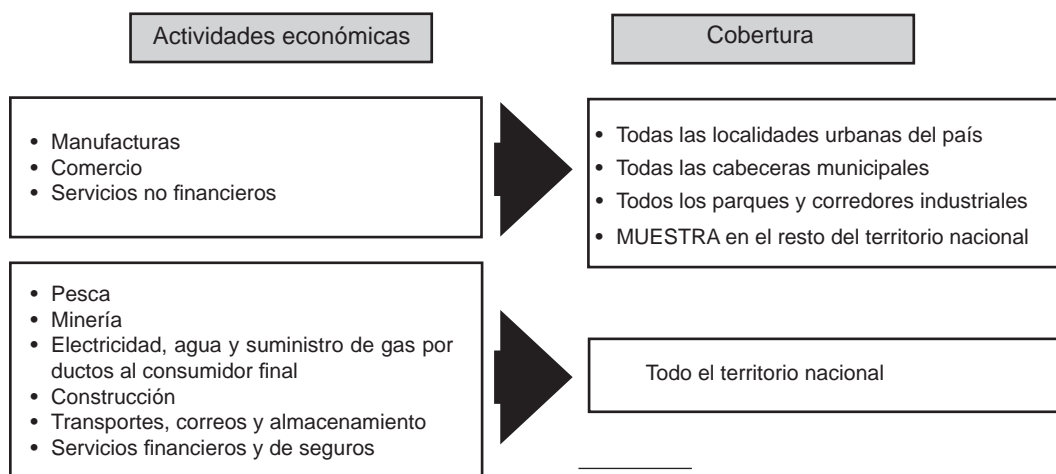 Actividades económicas
Cobertura
• Manufacturas
• Comercio
• Servicios no financieros
• Todas las localidades urbanas del país
• Todas las cabeceras municipales
• Todos los parques y corredores industriales
• MUESTRA en el resto del territorio nacional
• Pesca
• Minería
• Electricidad, agua y suministro de gas por
ductos al consumidor final
• Construcción
• Transportes, correos y almacenamiento
• Servicios financieros y de seguros
Todo el territorio nacional